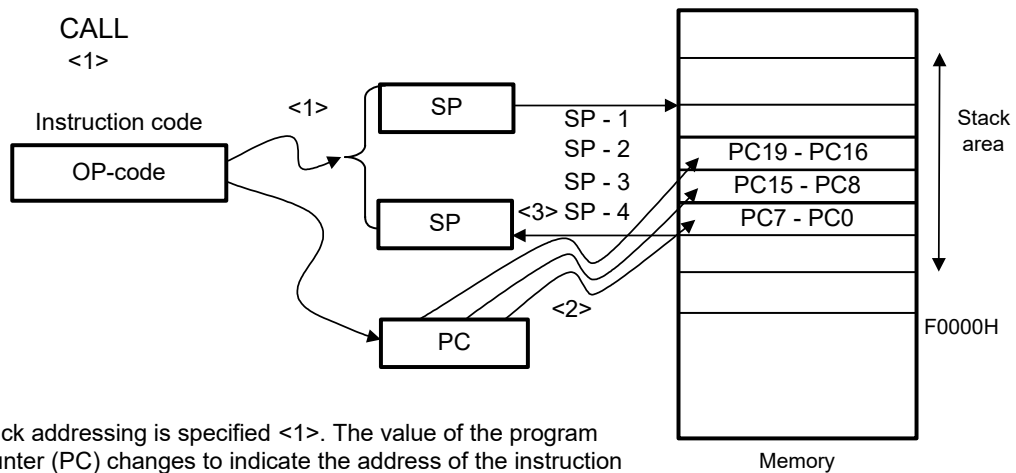 CALL
<1>
Instruction code
OP-code
<1>
SP
SP
SP - 1
SP - 2
SP - 3
<3> SP - 4
<2>
PC
PC19 - PC16
PC15 - PC8
PC7 - PC0
Stack
area
F0000H
Memory
addressing is specified <1>. The value of the program
(PC) changes to indicate the address of the instruction